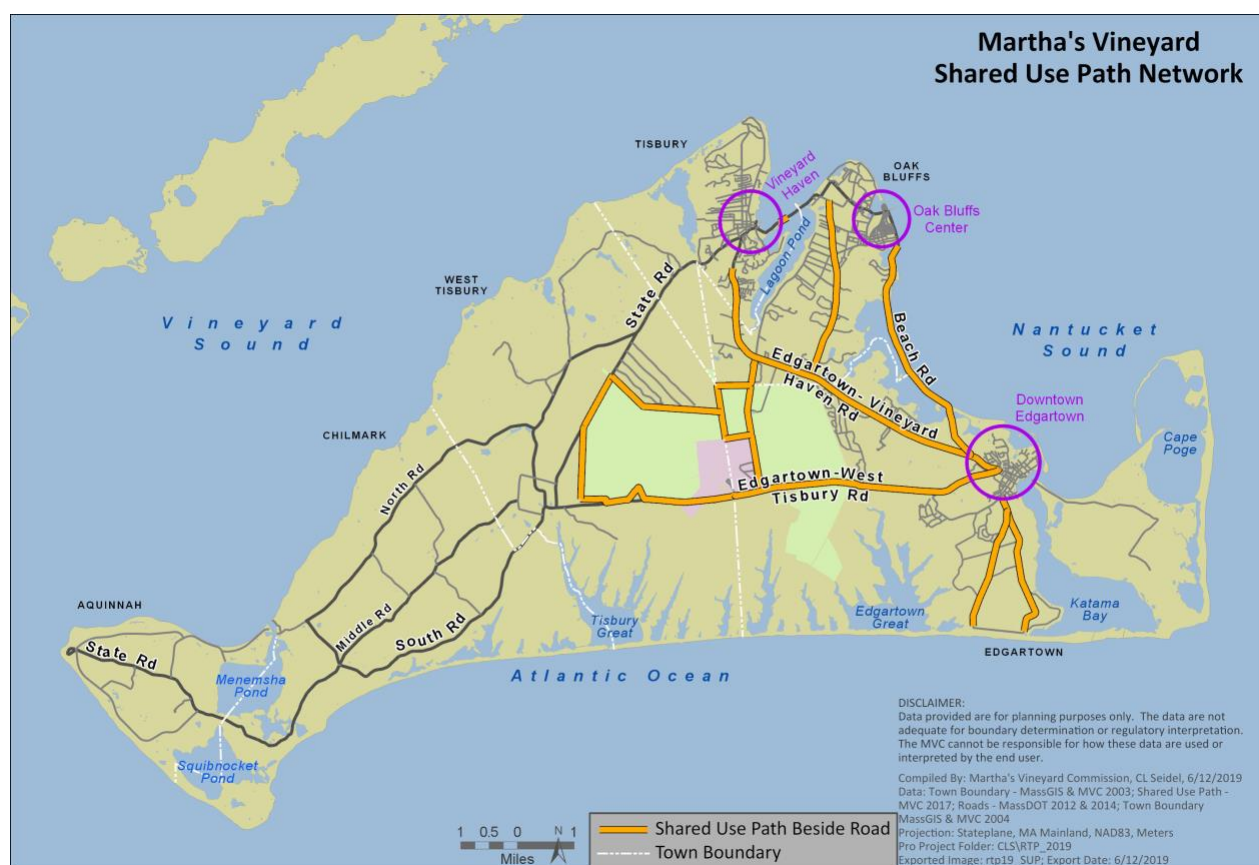 Martha's Vineyard
Shared Use Path Network
TISBURY
Vineyard
Haven
OAK
BLUFFS
Oak Bluffs
Center
Lagoon Pond
WEST
TISBURY
State Rd
Vineyard
Sound
Beach Rd
Nantucket
Sound
Edgartown- Vineyard
Haven Rd
Downtown
Edgartown
Cape
Poge
CHILMARK
North Rd
Edgartown-West
Tisbury Rd
AQUINNAH
Middle Rd
South Rd
Tisbury
Great
Edgartown
Great
Katama
Bay
State Rd
Menemsha
Pond
EDGARTOWN
Atlantic Ocean
Squibnocket
Pond
DISCLAIMER:
Data provided are for planning purposes only. The data are not
adequate for boundary determination or regulatory interpretation.
The MVC cannot be responsible for how these data are used or
interpreted by the end user.
Compiled By: Martha's Vineyard Commission, CL Seidel, 6/12/2019
Data: Town Boundary - MassGIS & MVC 2003; Shared Use Path -
MVC 2017; Roads - MassDOT 2012 & 2014; Town Boundary
MassGIS & MVC 2004
Projection: Stateplane, MA Mainland, NAD83, Meters
Pro Project Folder: CLS\RTP_2019
Exported Image: rtp19_SUP; Export Date: 6/12/2019
1 0.5 0 1
Miles
N
Shared Use Path Beside Road
Town Boundary